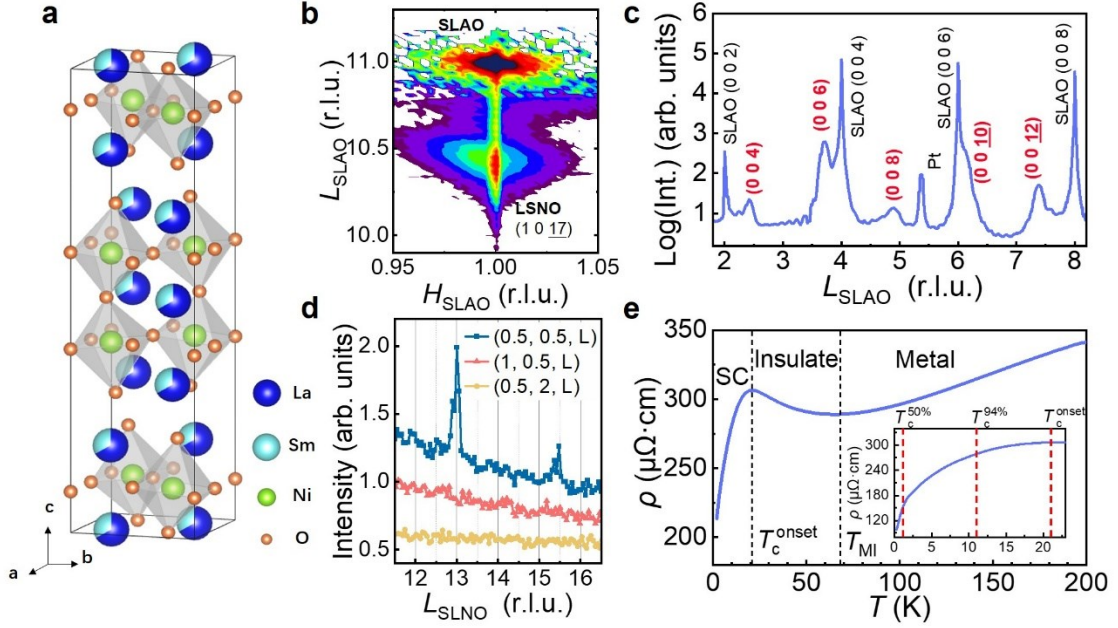 a
La
Sm
Ni
O
c
a
b
b
SLAO
11.0
10.5
10.0
LSNO
(1 0 17)
0.95
1.00
1.05
L_SLAO (r.l.u.)
H_SLAO (r.l.u.)
c
6
5
4
3
2
1
Log(Int.) (arb. units)
SLAO (0 0 2)
(0 0 4)
(0 0 6)
SLAO (0 0 4)
(0 0 8)
Pt
SLAO (0 0 6)
(0 0 10)
(0 0 12)
SLAO (0 0 8)
2 3 4 5 6 7 8
L_SLAO (r.l.u.)
d
(0.5, 0.5, L)
(1, 0.5, L)
(0.5, 2, L)
2.0
1.5
1.0
0.5
Intensity (arb. units)
12 13 14 15 16
L_SLNO (r.l.u.)
e
350
300
250
200
ρ (μΩ·cm)
SC
Insulate
Metal
T_c^onset
T_MI
0 50 100 150 200
T (K)
T_c^50%
T_c^94%
T_c^onset
300
240
180
120
ρ (μΩ·cm)
0 5 10 15 20